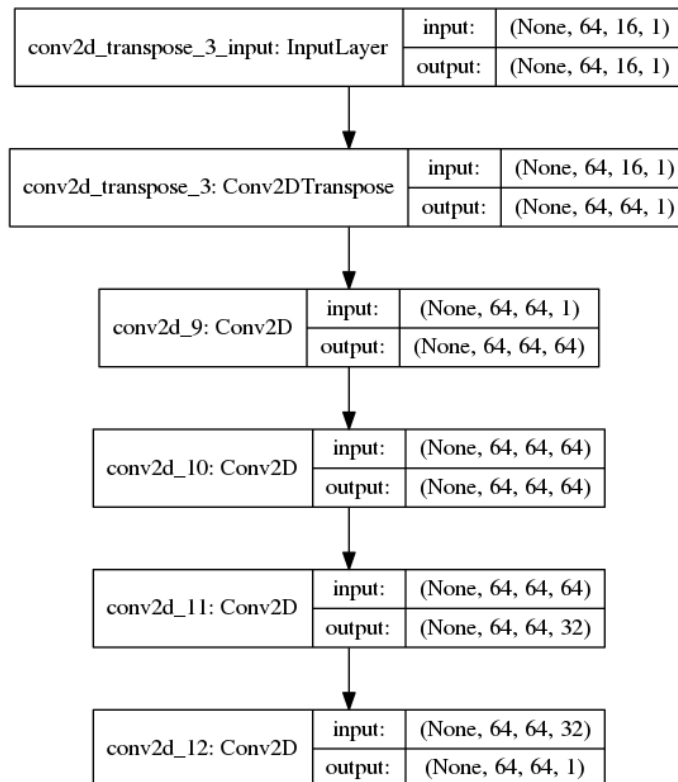 conv2d_transpose_3_input: InputLayer
input: (None, 64, 16, 1)
output: (None, 64, 16, 1)
conv2d_transpose_3: Conv2DTranspose
input: (None, 64, 16, 1)
output: (None, 64, 64, 1)
conv2d_9: Conv2D
input: (None, 64, 64, 1)
output: (None, 64, 64, 64)
conv2d_10: Conv2D
input: (None, 64, 64, 64)
output: (None, 64, 64, 64)
conv2d_11: Conv2D
input: (None, 64, 64, 64)
output: (None, 64, 64, 32)
conv2d_12: Conv2D
input: (None, 64, 64, 32)
output: (None, 64, 64, 1)